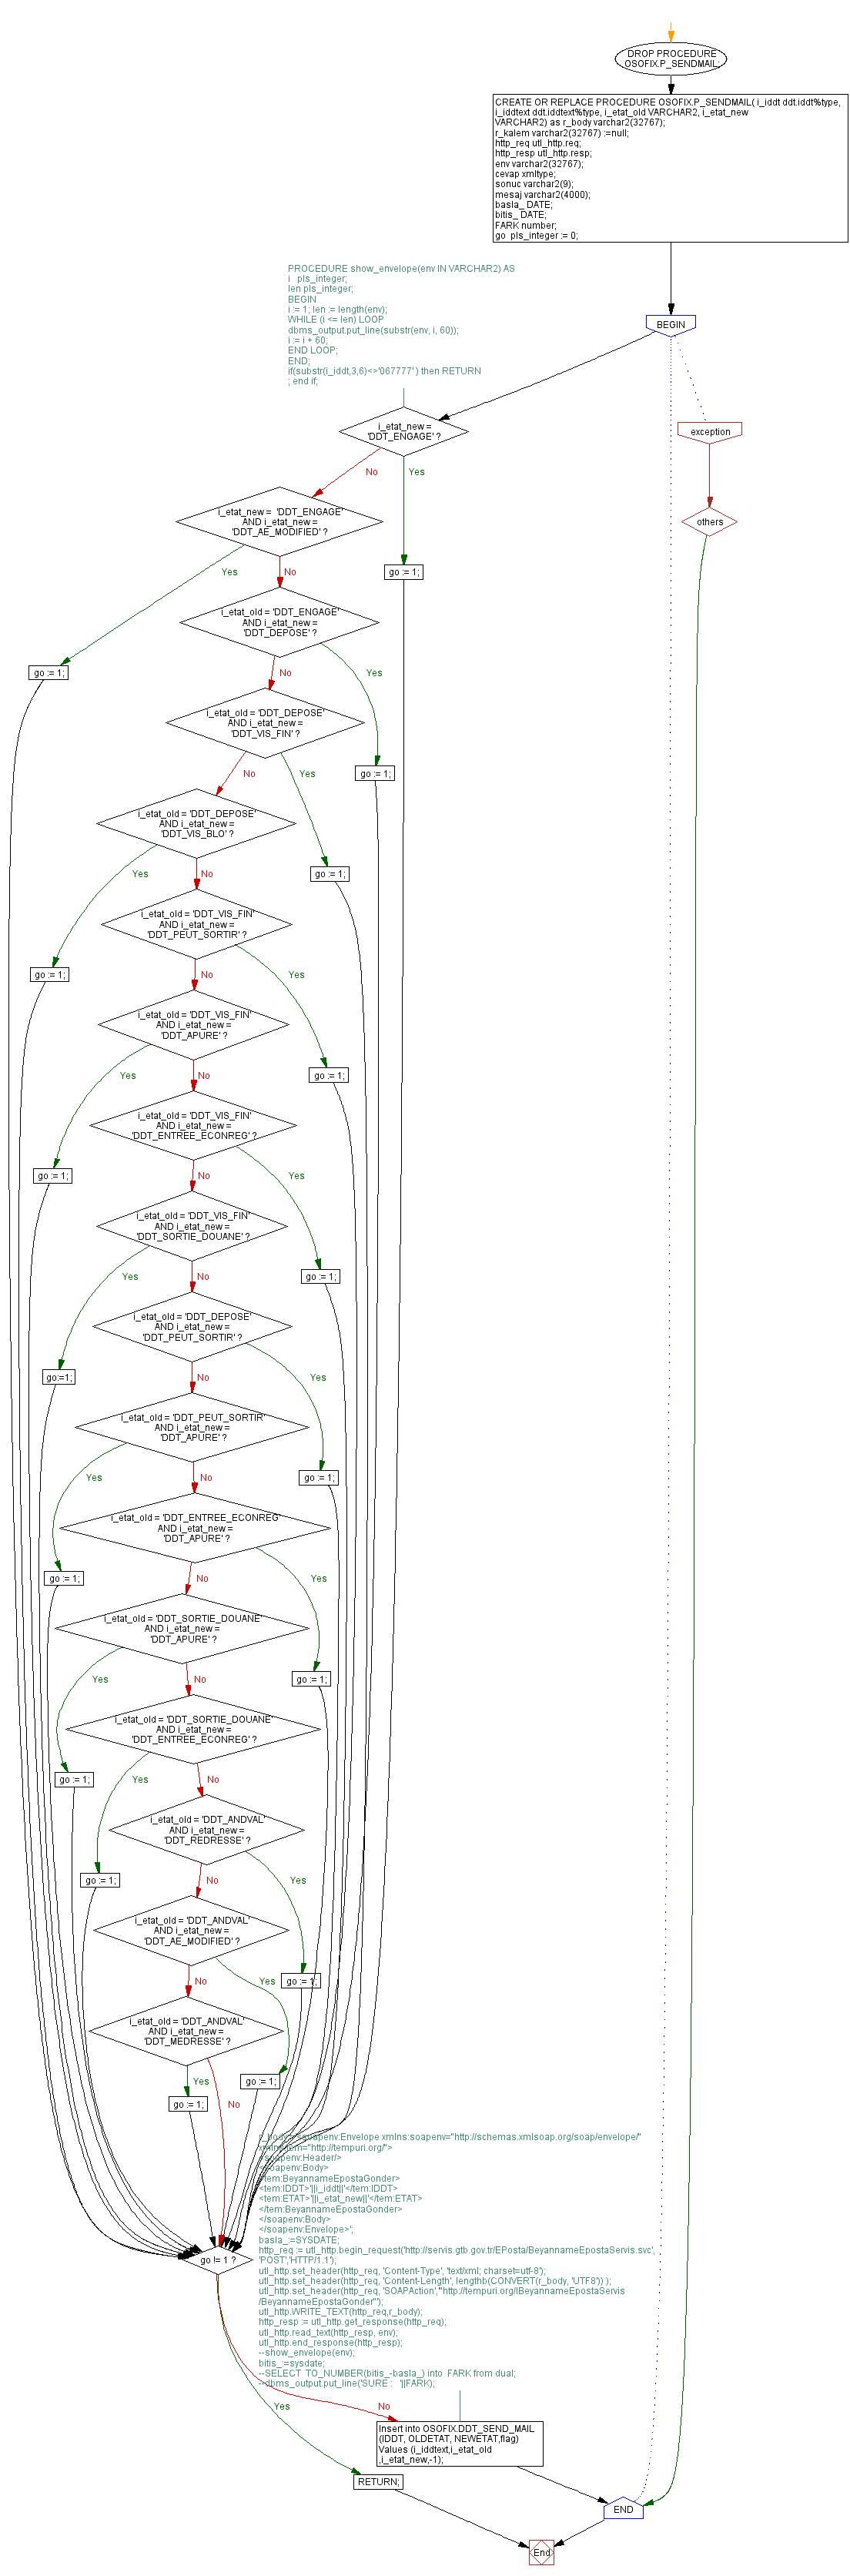 DROP PROCEDURE
OSOFIX.P_SENDMAIL;
CREATE OR REPLACE PROCEDURE OSOFIX.P_SENDMAIL( i_iddt ddt.iddt%type,
i_iddtext ddt.iddtext%type, i_etat_old VARCHAR2, i_etat_new
VARCHAR2) as r_body varchar2(32767);
r_kalem varchar2(32767) :=null;
http_req utl_http.req;
http_resp utl_http.resp;
env varchar2(32767);
cevap xmltype;
sonuc varchar2(9);
mesaj varchar2(4000);
basla_ DATE;
bitis_ DATE;
FARK number;
go pls_integer := 0;
PROCEDURE show_envelope(env IN VARCHAR2) AS
i pls_integer;
len pls_integer;
BEGIN
i := 1; len := length(env);
WHILE (i <= len) LOOP
dbms_output.put_line(substr(env, i, 60));
i := i + 60;
END LOOP;
END;
if(substr(i_iddt,3,6)<>'067777' ) then RETURN
; end if;
BEGIN
exception
others
i_etat_new =
'DDT_ENGAGE' ?
No
Yes
i_etat_new = 'DDT_ENGAGE'
AND i_etat_new =
'DDT_AE_MODIFIED' ?
go := 1;
Yes
No
i_etat_old = 'DDT_ENGAGE'
AND i_etat_new =
'DDT_DEPOSE' ?
go := 1;
No
Yes
i_etat_old = 'DDT_DEPOSE'
AND i_etat_new =
'DDT_VIS_FIN' ?
go := 1;
No
Yes
i_etat_old = 'DDT_DEPOSE'
AND i_etat_new =
'DDT_VIS_BLO' ?
go := 1;
Yes
No
i_etat_old = 'DDT_VIS_FIN'
AND i_etat_new =
'DDT_PEUT_SORTIR' ?
go := 1;
No
Yes
i_etat_old = 'DDT_VIS_FIN'
AND i_etat_new =
'DDT_APURE' ?
go := 1;
Yes
No
i_etat_old = 'DDT_VIS_FIN'
AND i_etat_new =
'DDT_ENTREE_ECONREG' ?
go := 1;
No
Yes
i_etat_old = 'DDT_VIS_FIN'
AND i_etat_new =
'DDT_SORTIE_DOUANE' ?
go := 1;
Yes
No
i_etat_old = 'DDT_DEPOSE'
AND i_etat_new =
'DDT_PEUT_SORTIR' ?
go:=1;
No
Yes
i_etat_old = 'DDT_PEUT_SORTIR'
AND i_etat_new =
'DDT_APURE' ?
go := 1;
Yes
No
i_etat_old = 'DDT_ENTREE_ECONREG'
AND i_etat_new =
'DDT_APURE' ?
go := 1;
No
Yes
i_etat_old = 'DDT_SORTIE_DOUANE'
AND i_etat_new =
'DDT_APURE' ?
go := 1;
Yes
No
i_etat_old = 'DDT_SORTIE_DOUANE'
AND i_etat_new =
'DDT_ENTREE_ECONREG' ?
go := 1;
Yes
No
i_etat_old = 'DDT_ANDVAL'
AND i_etat_new =
'DDT_REDRESSE' ?
go := 1;
No
Yes
i_etat_old = 'DDT_ANDVAL'
AND i_etat_new =
'DDT_AE_MODIFIED' ?
go := 1;
No
Yes
i_etat_old = 'DDT_ANDVAL'
AND i_etat_new =
'DDT_MEDRESSE' ?
go := 1;
Yes
No
go := 1;
r_body:='<soapenv:Envelope xmlns:soapenv="http://schemas.xmlsoap.org/soap/envelope/"
xmlns:tem="http://tempuri.org/">
<soapenv:Header/>
<soapenv:Body>
<tem:BeyannameEpostaGonder>
<tem:IDDT>'||i_iddt||'</tem:IDDT>
<tem:ETAT>'||i_etat_new||'</tem:ETAT>
</tem:BeyannameEpostaGonder>
</soapenv:Body>
</soapenv:Envelope>';
basla_:=SYSDATE;
http_req := utl_http.begin_request('http://servis.gtb.gov.tr/EPosta/BeyannameEpostaServis.svc',
'POST','HTTP/1.1');
utl_http.set_header(http_req, 'Content-Type', 'text/xml; charset=utf-8');
utl_http.set_header(http_req, 'Content-Length', lengthb(CONVERT(r_body, 'UTF8')) );
utl_http.set_header(http_req, 'SOAPAction','"http://tempuri.org/IBeyannameEpostaServis
/BeyannameEpostaGonder"');
utl_http.WRITE_TEXT(http_req,r_body);
http_resp := utl_http.get_response(http_req);
utl_http.read_text(http_resp, env);
utl_http.end_response(http_resp);
--show_envelope(env);
bitis_:=sysdate;
--SELECT TO_NUMBER(bitis_-basla_) into FARK from dual;
--dbms_output.put_line('SURE : '||FARK);
go != 1 ?
Yes
No
Insert into OSOFIX.DDT_SEND_MAIL
(IDDT, OLDETAT, NEWETAT,flag)
Values (i_iddtext,i_etat_old
,i_etat_new,-1);
RETURN;
END
End